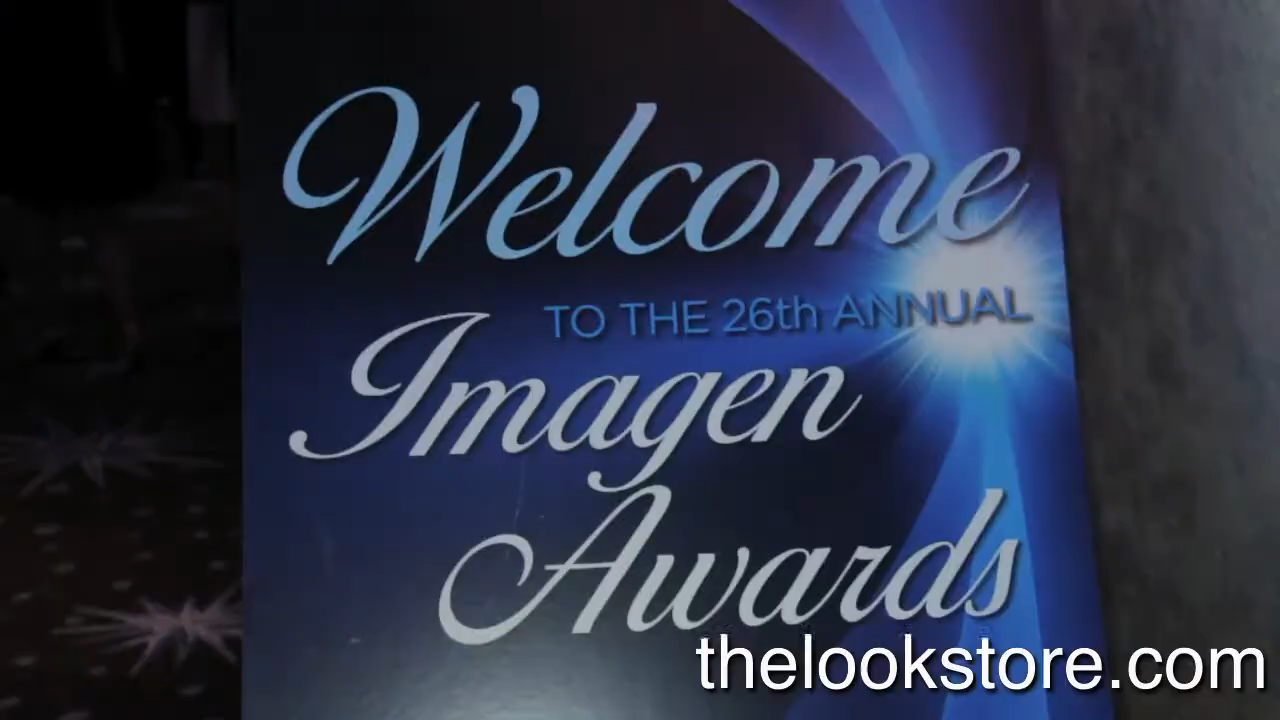 Welcome
TO THE 26th ANNUAL
Imagen
Awards
thelookstore.com